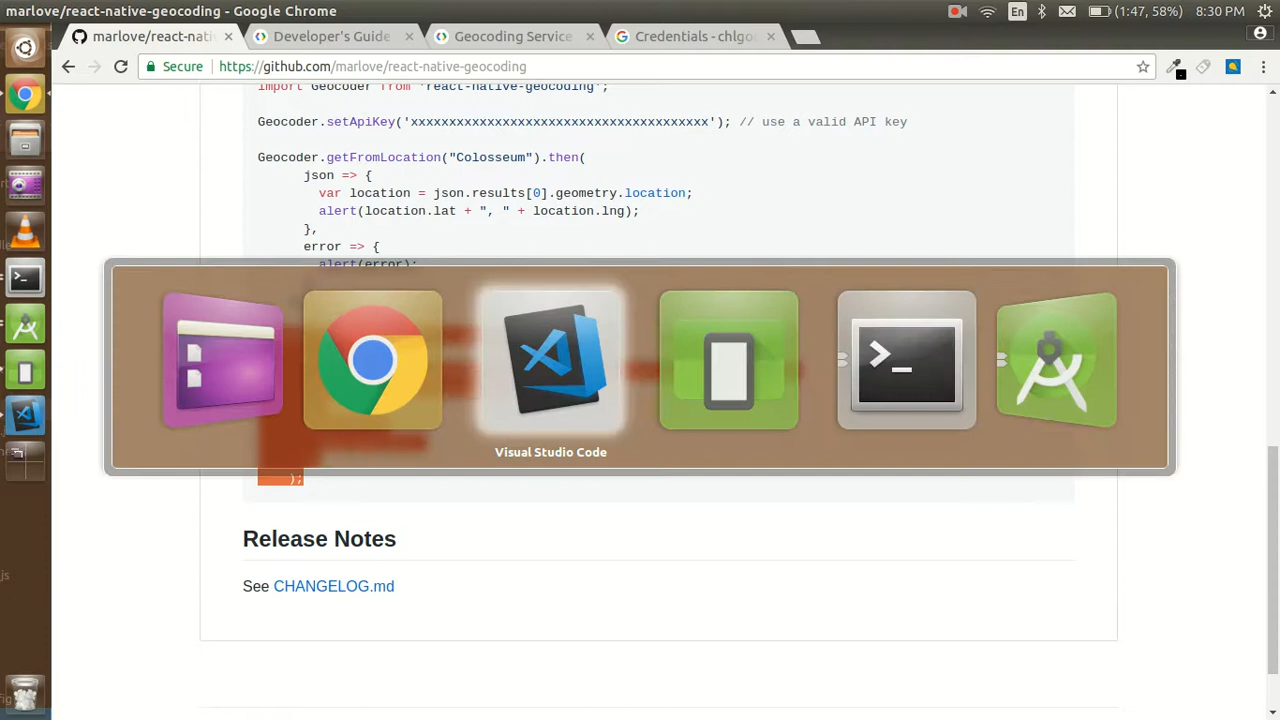 marlove/react-native-geocoding - Google Chrome
En
(1:47, 58%)
8:30 PM
marlove/react-nati
Developer's Guide
Geocoding Service
Credentials - chlgo
Secure
https://github.com/marlove/react-native-geocoding
import Geocoder from 'react-native-geocoding';
Geocoder.setApiKey('xxxxxxxxxxxxxxxxxxxxxxxxxxxxxxxxxxxxxxx'); // use a valid API key
Geocoder.getFromLocation("Colosseum").then(
json => {
var location = json.results[0].geometry.location;
alert(location.lat + ", " + location.lng);
},
error => {
alert(error);
Visual Studio Code
);
Release Notes
See CHANGELOG.md